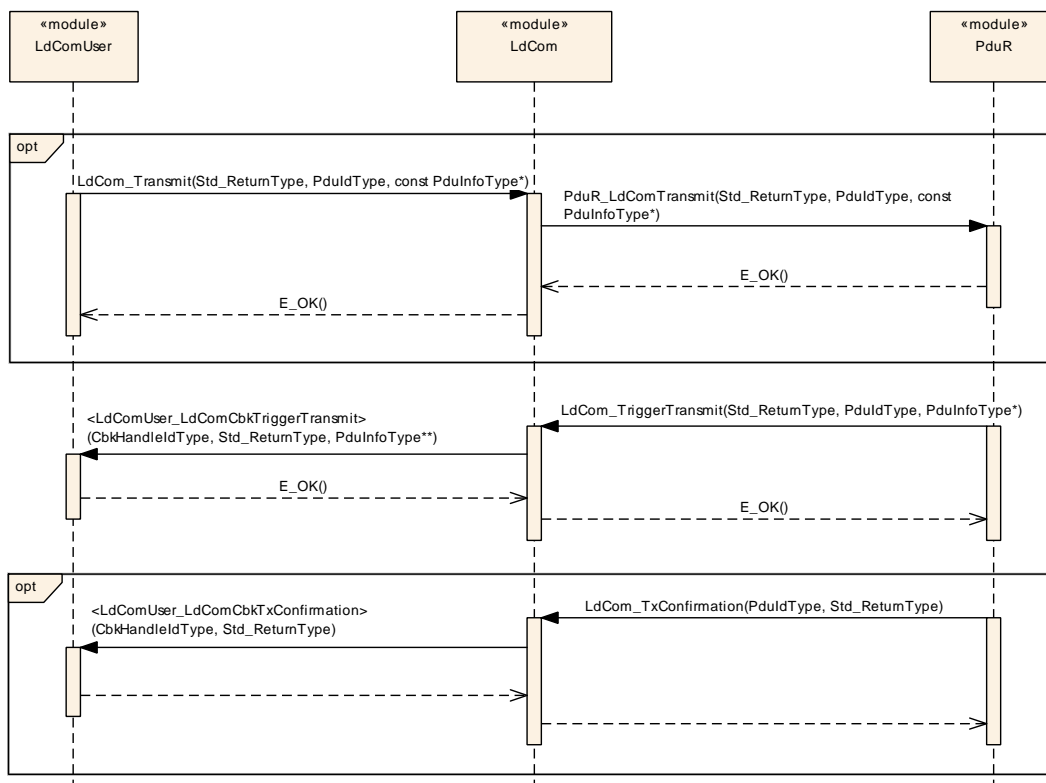 «module»
LdComUser
«module»
LdCom
«module»
PduR
opt
LdCom_Transmit(Std_ReturnType, PduIdType, const PduInfoType*)
PduR_LdComTransmit(Std_ReturnType, PduIdType, const
PduInfoType*)
E_OK()
E_OK()
LdCom_TriggerTransmit(Std_ReturnType, PduIdType, PduInfoType*)
<LdComUser_LdComCbkTriggerTransmit>
(CbkHandleIdType, Std_ReturnType, PduInfoType**)
E_OK()
E_OK()
opt
LdCom_TxConfirmation(PduIdType, Std_ReturnType)
<LdComUser_LdComCbkTxConfirmation>
(CbkHandleIdType, Std_ReturnType)